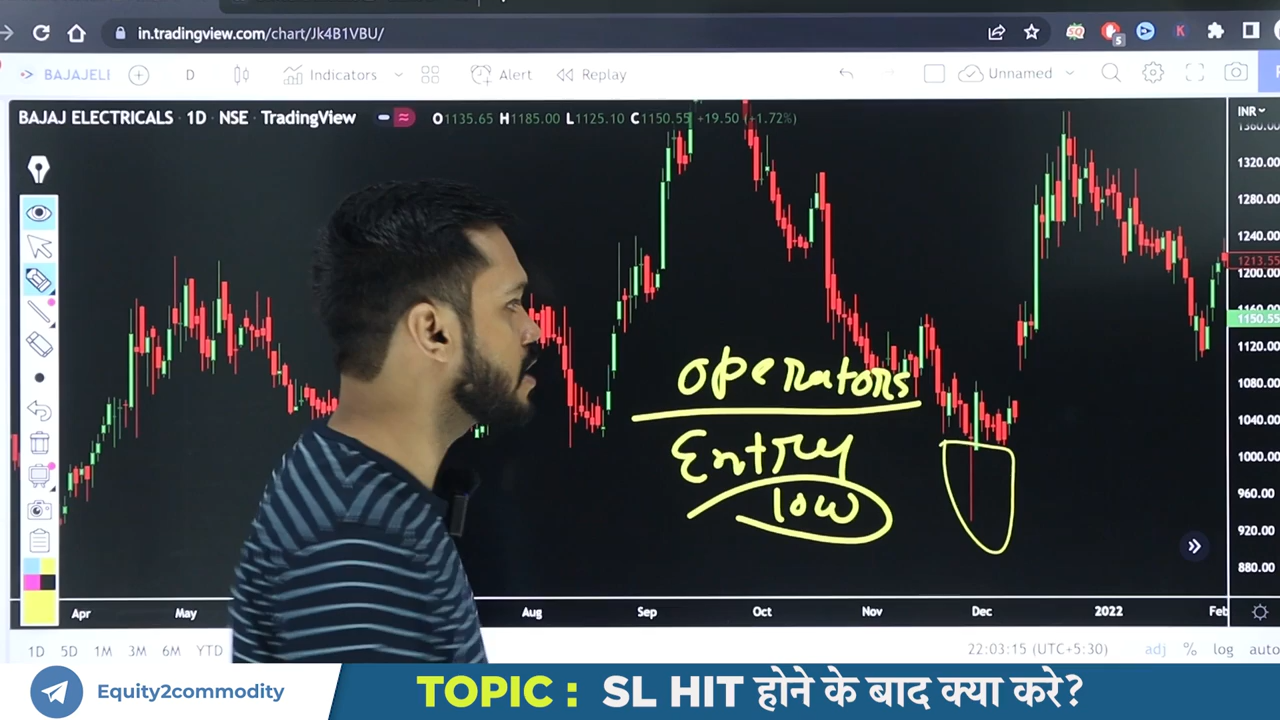 in.tradingview.com/chart/Jk4B1VBU/
BAJAJELI D Indicators Alert Replay Unnamed
BAJAJ ELECTRICALS · 1D · NSE · TradingView O1135.65 H1185.00 L1125.10 C1150.55 +19.50 (+1.72%) INR
1360.00
1320.00
1280.00
1240.00
1213.55
1200.00
1160.00
1150.55
1120.00
1080.00
1040.00
1000.00
960.00
920.00
880.00
operators
Entry
low
Apr May Aug Sep Oct Nov Dec 2022 Feb
1D 5D 1M 3M 6M YTD 22:03:15 (UTC+5:30) adj % log auto
Equity2commodity
TOPIC : SL HIT होने के बाद क्या करे?